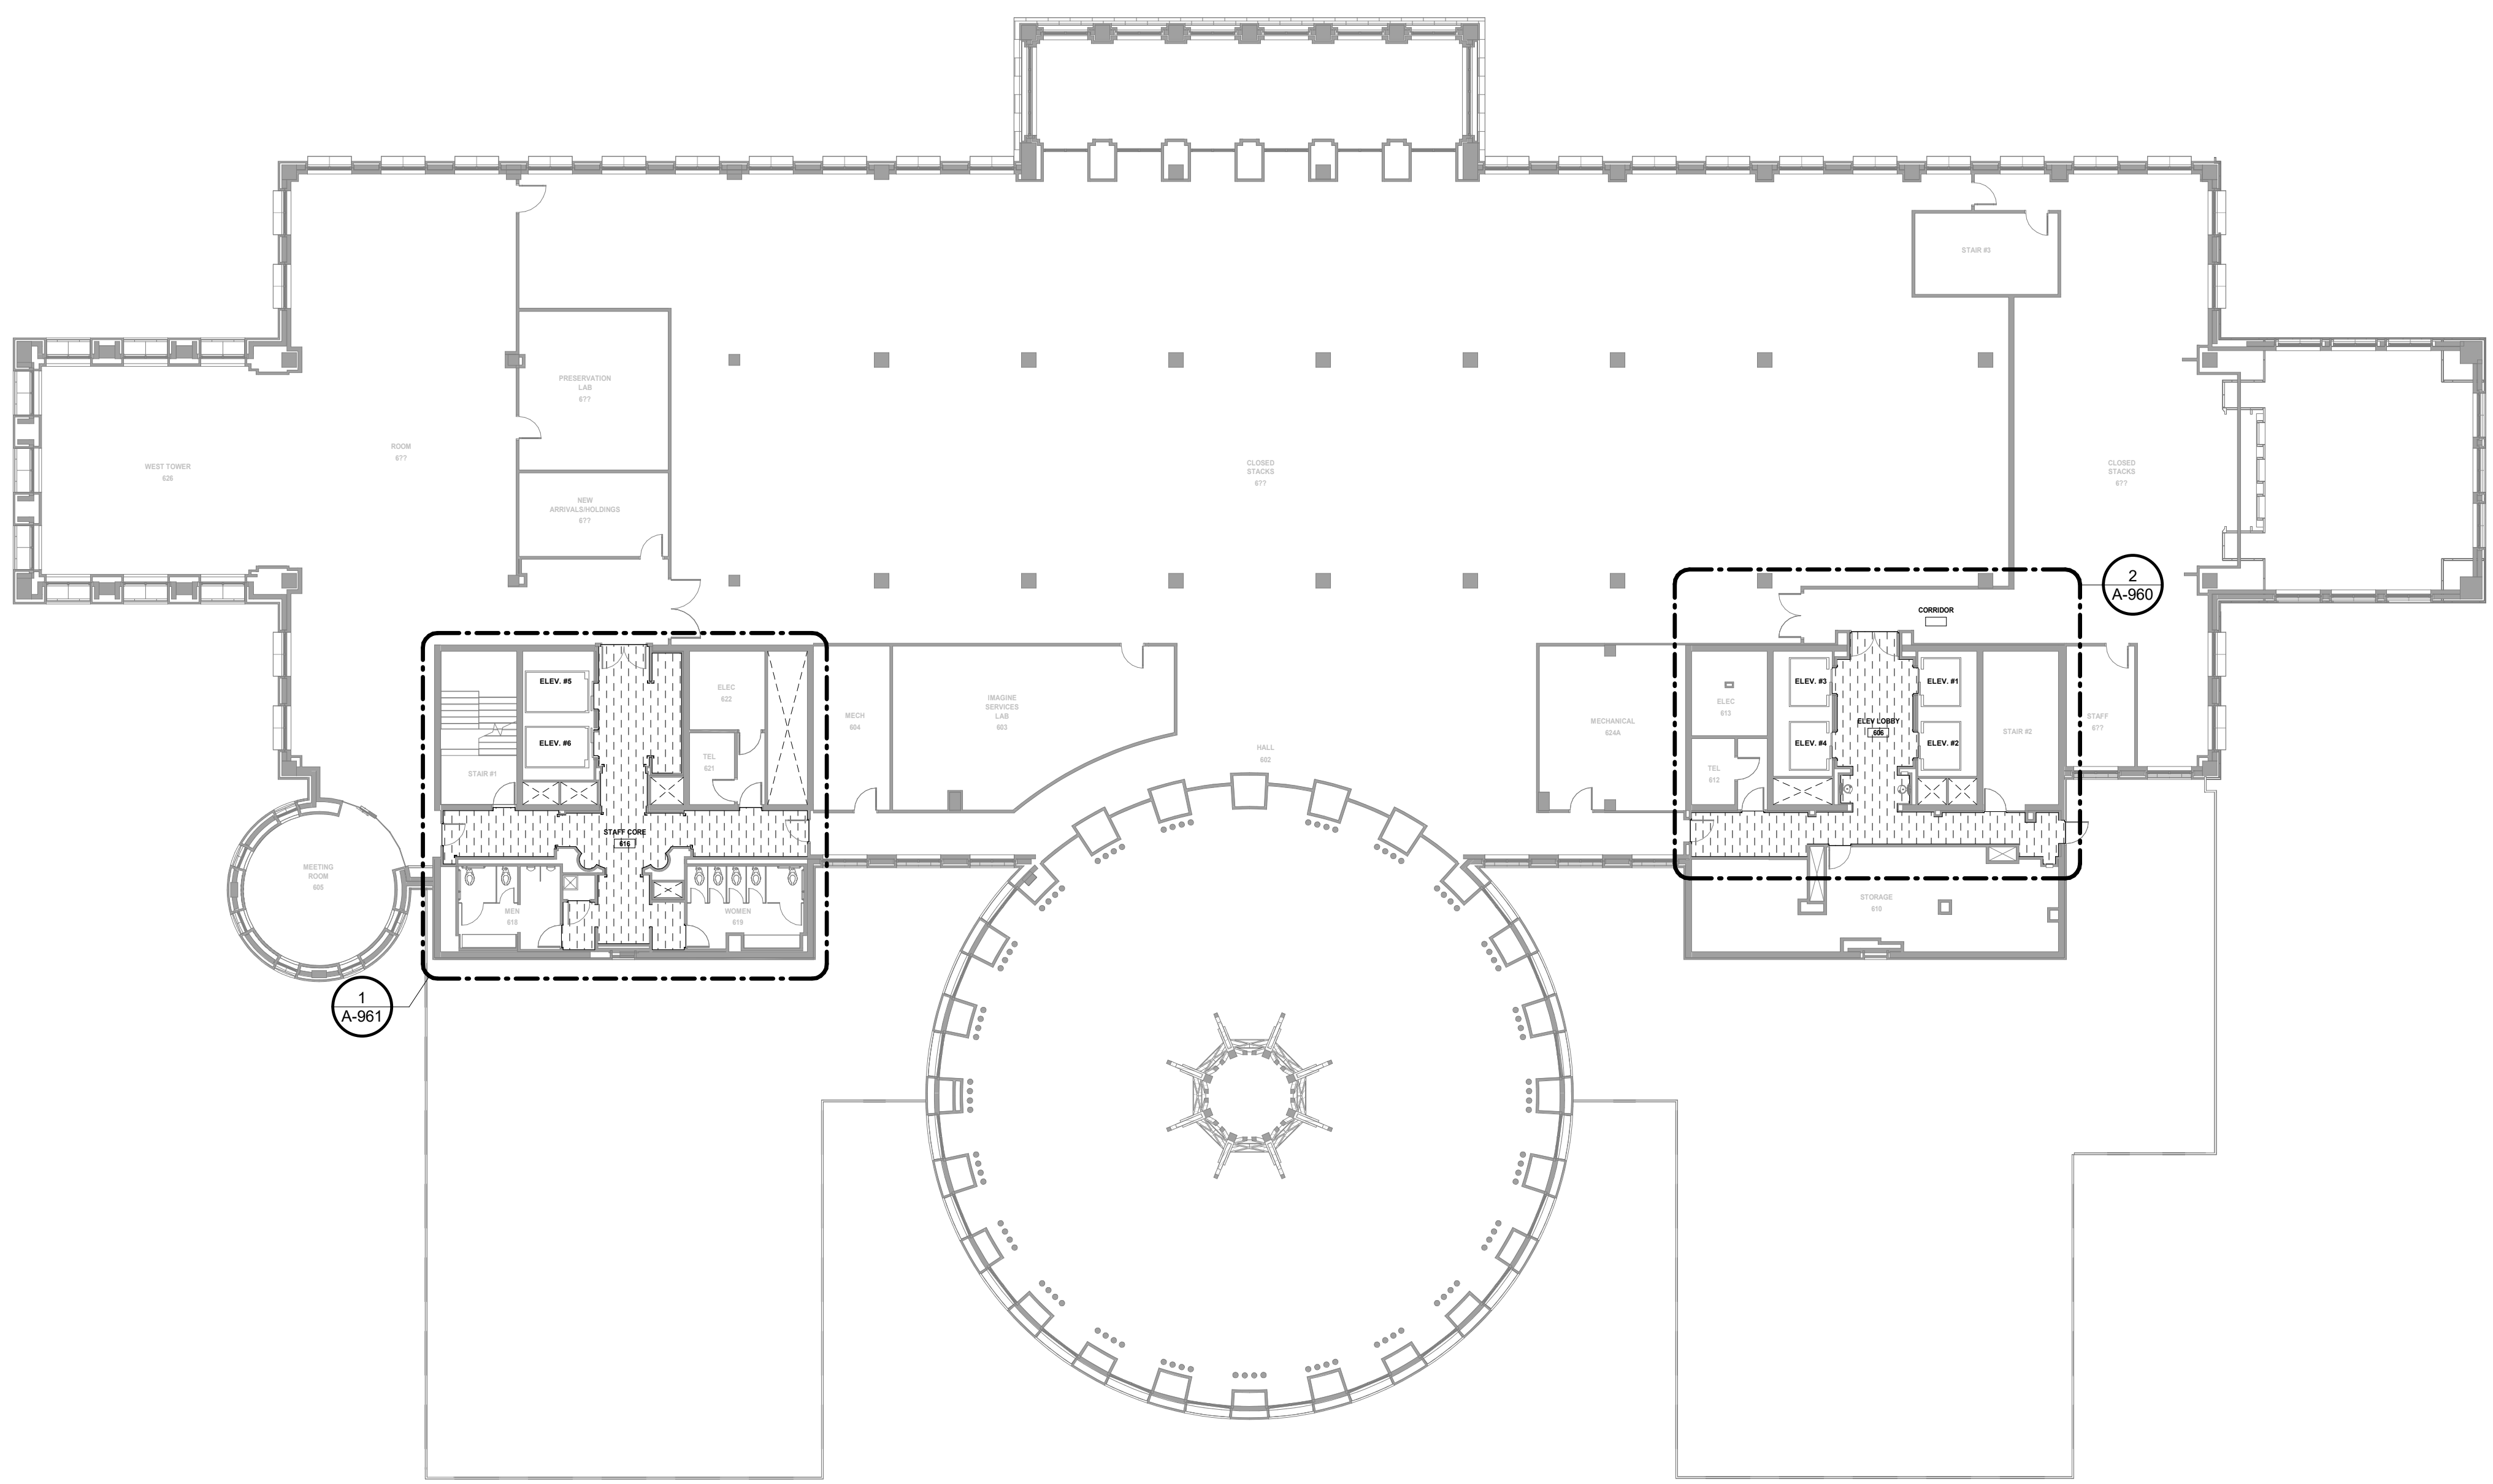 STAIR #3
PRESERVATION
LAB
6??
ROOM
6??
WEST TOWER
626
CLOSED
STACKS
6??
CLOSED
STACKS
6??
NEW
ARRIVALS/HOLDINGS
6??
2
A-960
CORRIDOR
ELEV. #5
ELEC
622
ELEV. #6
TEL
621
STAIR #1
MECH
604
IMAGINE
SERVICES
LAB
603
HALL
602
MECHANICAL
624A
ELEC
613
TEL
612
ELEV. #3
ELEV. #1
ELEV LOBBY
606
ELEV. #4
ELEV. #2
STAIR #2
STAFF
6??
STAFF CORE
616
MEETING
ROOM
605
MEN
618
WOMEN
619
STORAGE
610
1
A-961